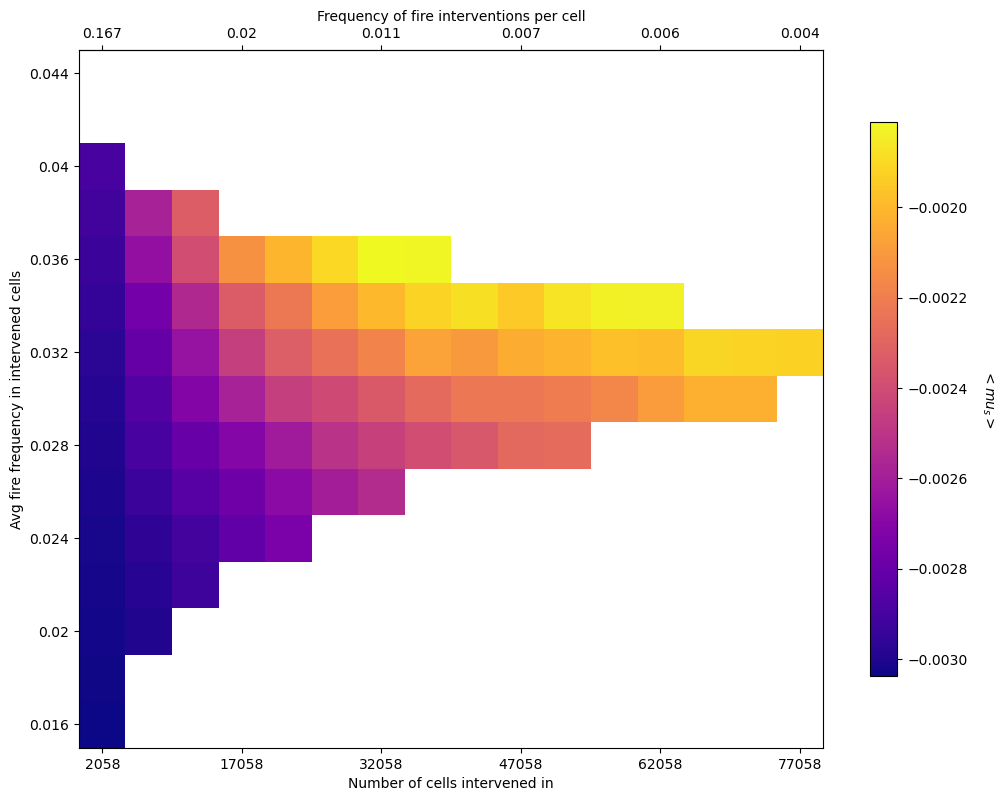 Frequency of fire interventions per cell
0.167 0.02 0.011 0.007 0.006 0.004
0.044
0.04
0.036
0.032
0.028
0.024
0.02
0.016
Avg fire frequency in intervened cells
2058 17058 32058 47058 62058 77058
Number of cells intervened in
−0.0020
−0.0022
−0.0024
−0.0026
−0.0028
−0.0030
< mu_s >